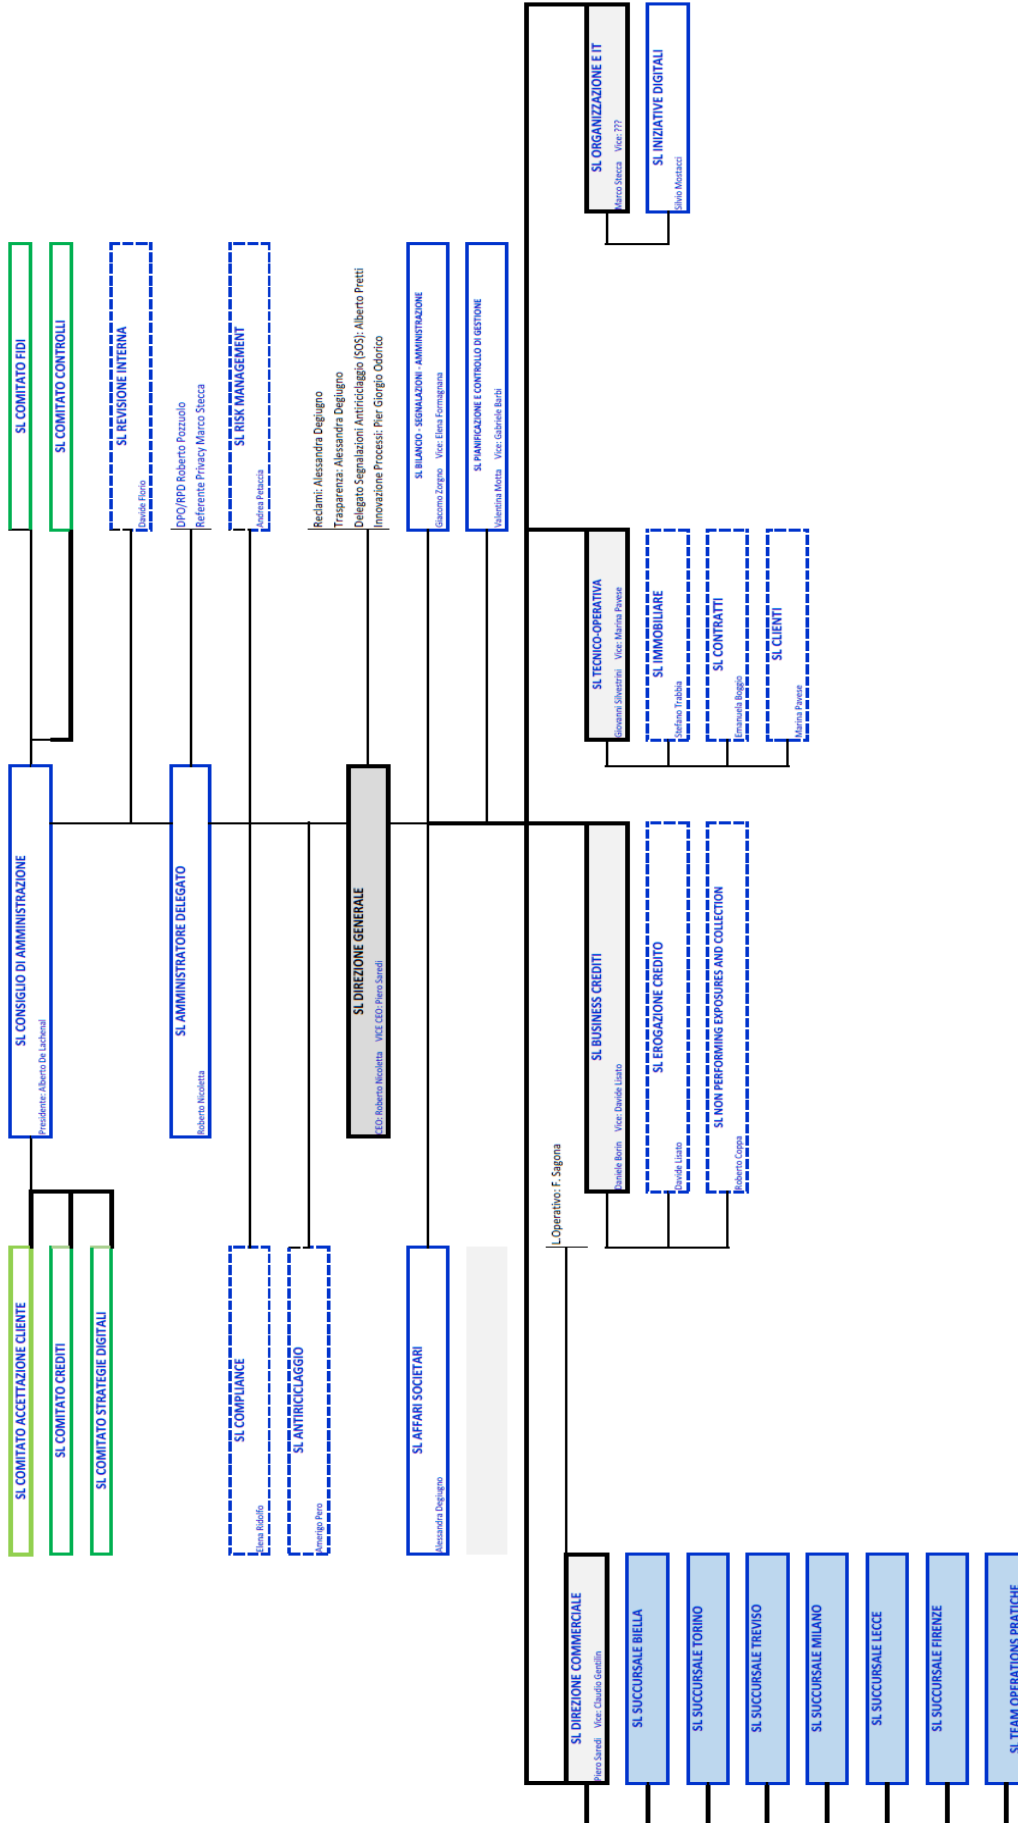 SL COMITATO ACCETTAZIONE CLIENTE
SL COMITATO CREDITI
SL COMITATO STRATEGIE DIGITALI
SL CONSIGLIO DI AMMINISTRAZIONE
Presidente: Alberto De Lachenal
SL COMITATO FIDI
SL COMITATO CONTROLLI
SL REVISIONE INTERNA
Davide Florio
SL AMMINISTRATORE DELEGATO
Roberto Nicoletta
DPO/RPD Roberto Pozzuolo
Referente Privacy Marco Stecca
SL COMPLIANCE
Elena Ridolfo
SL RISK MANAGEMENT
Andrea Petaccia
SL ANTIRICICLAGGIO
Amerigo Pero
SL DIREZIONE GENERALE
CEO: Roberto Nicoletta VICE CEO: Piero Saredi
Reclami: Alessandra Degiugno
Trasparenza: Alessandra Degiugno
Delegato Segnalazioni Antiriciclaggio (SOS): Alberto Pretti
Innovazione Processi: Pier Giorgio Odorico
SL AFFARI SOCIETARI
Alessandra Degiugno
SL BILANCIO - SEGNALAZIONI - AMMINISTRAZIONE
Giacomo Zorgno Vice: Elena Formagnana
SL PIANIFICAZIONE E CONTROLLO DI GESTIONE
Valentina Motta Vice: Gabriele Barbi
L.Operativo: F. Sagona
SL DIREZIONE COMMERCIALE
Piero Saredi Vice: Claudio Gentilin
SL SUCCURSALE BIELLA
SL SUCCURSALE TORINO
SL SUCCURSALE TREVISO
SL SUCCURSALE MILANO
SL SUCCURSALE LECCE
SL SUCCURSALE FIRENZE
SL TEAM OPERATIONS PRATICHE
SL BUSINESS CREDITI
Daniele Borin Vice: Davide Lisato
SL EROGAZIONE CREDITO
Davide Lisato
SL NON PERFORMING EXPOSURES AND COLLECTION
Roberto Coppa
SL TECNICO-OPERATIVA
Giovanni Silvestrini Vice: Marina Pavese
SL IMMOBILIARE
Stefano Trabbia
SL CONTRATTI
Emanuela Boggio
SL CLIENTI
Marina Pavese
SL ORGANIZZAZIONE E IT
Marco Stecca Vice: ???
SL INIZIATIVE DIGITALI
Silvio Mostacci